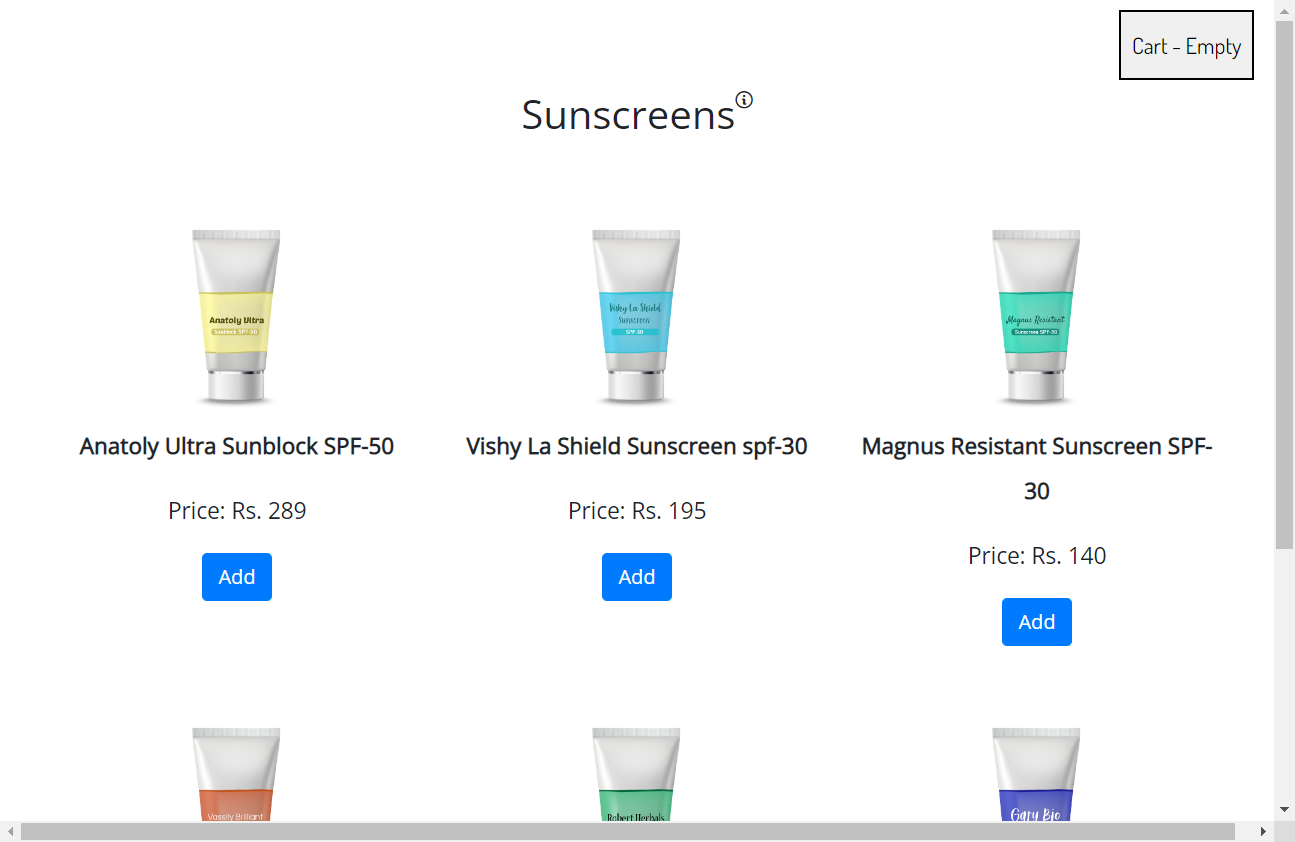 Cart - Empty
Sunscreens
Anatoly Ultra
Sunblock SPF-50
Vishy La Shield
Sunscreen
SPF-30
Magnus Resistant
Sunscreen SPF-30
Anatoly Ultra Sunblock SPF-50
Vishy La Shield Sunscreen spf-30
Magnus Resistant Sunscreen SPF-
30
Price: Rs. 289
Price: Rs. 195
Price: Rs. 140
Add
Add
Add
Vassily Brilliant
Robert Herbals
Gary Bio